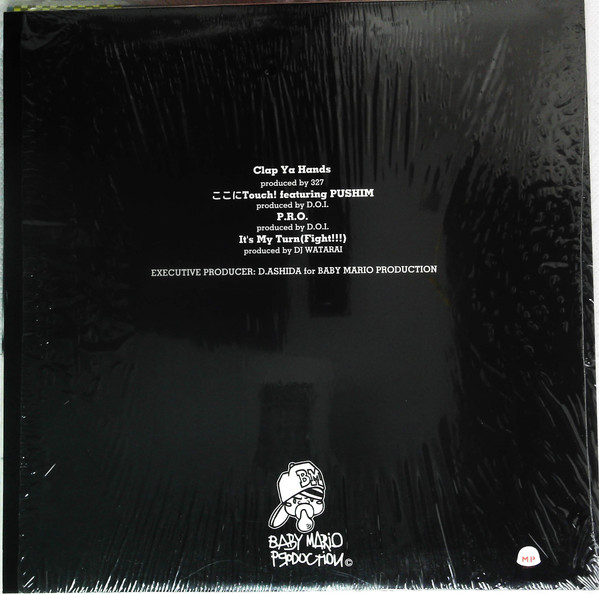 Clap Ya Hands
produced by 327
ここにTouch! featuring PUSHIM
produced by D.O.I.
P.R.O.
produced by D.O.I.
It's My Turn(Fight!!!)
produced by DJ WATARAI
EXECUTIVE PRODUCER: D.ASHIDA for BABY MARIO PRODUCTION
BM
BABY MARIO
PRODUCTION©
MP